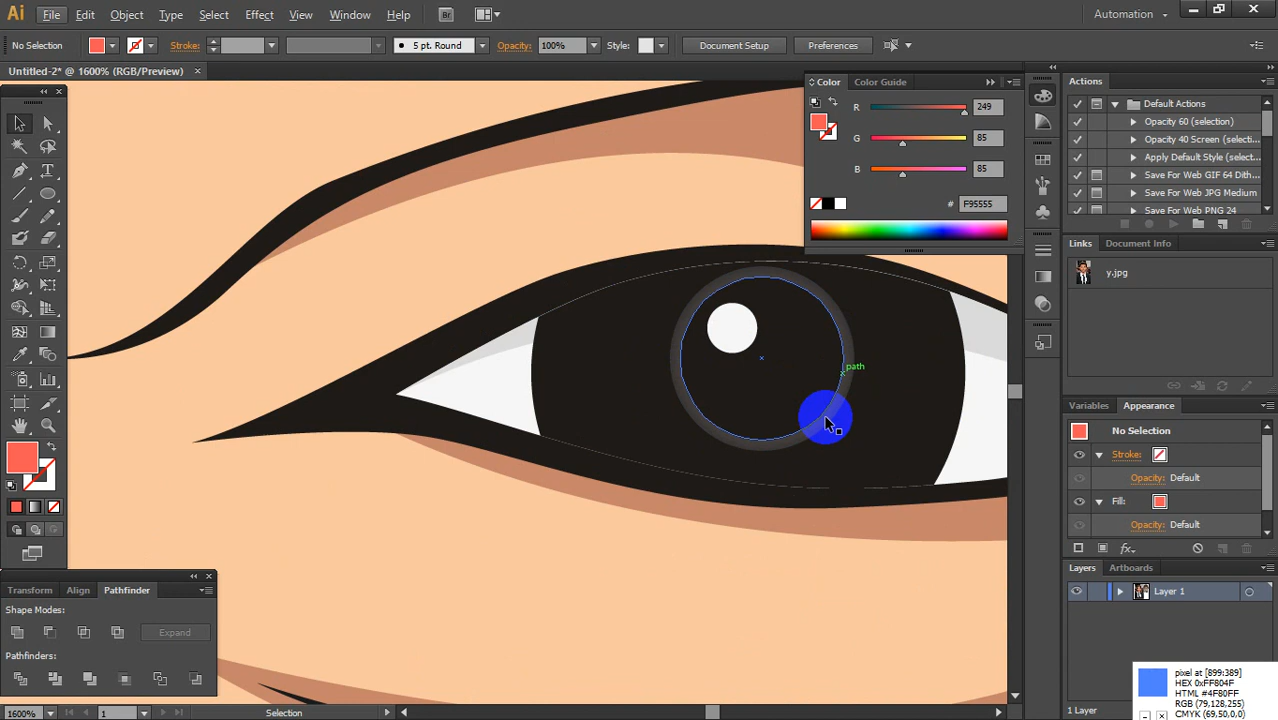 Ai File Edit Object Type Select Effect View Window Help Br Automation
No Selection Stroke: 5 pt. Round Opacity: 100% Style: Document Setup Preferences
Untitled-2* @ 1600% (RGB/Preview)
Color Color Guide
R 249
G 85
B 85
# F95555
Actions
Default Actions
Opacity 60 (selection)
Opacity 40 Screen (selecti...
Apply Default Style (select...
Save For Web GIF 64 Dith...
Save For Web JPG Medium
Save For Web PNG 24
Links Document Info
y.jpg
path
Variables Appearance
No Selection
Stroke:
Opacity: Default
Fill:
Opacity: Default
Layers Artboards
Layer 1
Transform Align Pathfinder
Shape Modes:
Expand
Pathfinders:
pixel at [899:389]
HEX 0xFF804F
HTML #4F80FF
RGB (79,128,255)
CMYK (69,50,0,0)
1 Layer
1600% 1 Selection